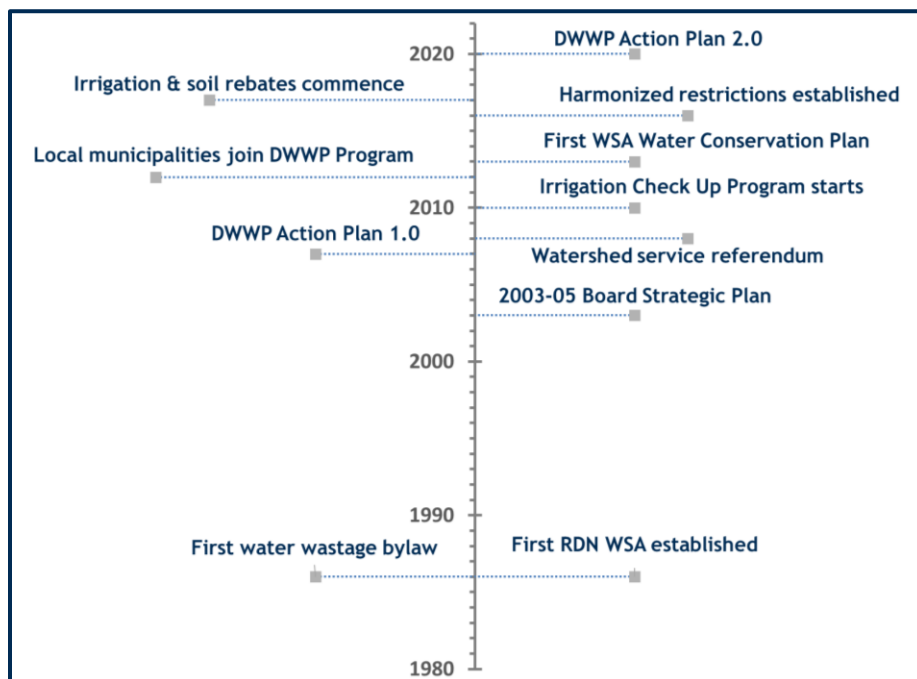 DWWP Action Plan 2.0
2020
Irrigation & soil rebates commence
Harmonized restrictions established
First WSA Water Conservation Plan
Local municipalities join DWWP Program
Irrigation Check Up Program starts
2010
DWWP Action Plan 1.0
Watershed service referendum
2003-05 Board Strategic Plan
2000
1990
First water wastage bylaw
First RDN WSA established
1980